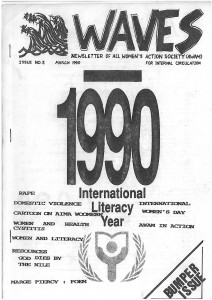 WAVES
NEWSLETTER OF ALL WOMEN'S ACTION SOCIETY (AWAM)
ISSUE NO.2 MARCH 1990 FOR INTERNAL CIRCULATION
1990
International
Literacy
Year
RAPE
DOMESTIC VIOLENCE
CARTOON ON AIMA WOOMERN
WOMEN AND HEALTH
CYSTITIS
WOMEN AND LITERACY
RESOURCES
GOD DIES BY
THE NILE
MARGE PIERCY : POEM
INTERNATIONAL
WOMEN'S DAY
AWAM IN ACTION
BUMPER
ISSUE